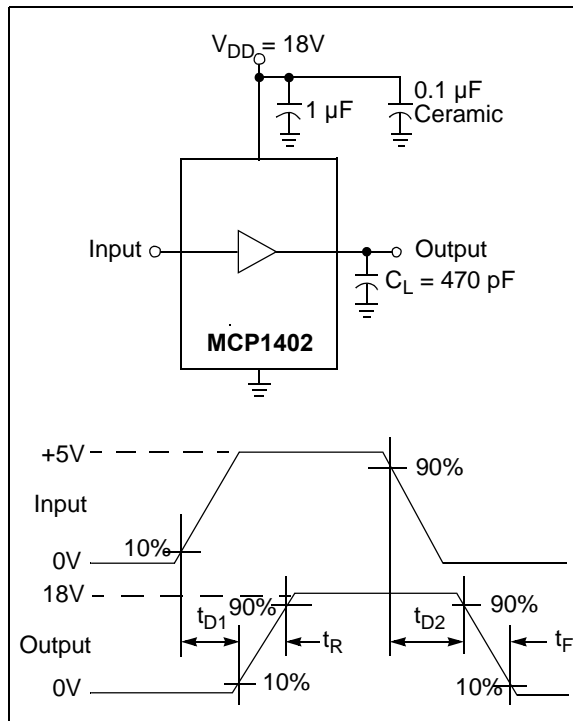 V_DD = 18V
1 µF
0.1 µF
Ceramic
Input
Output
C_L = 470 pF
MCP1402
+5V
90%
Input
10%
0V
18V
90%
t_D1
t_R
t_D2
90%
t_F
Output
10%
10%
0V